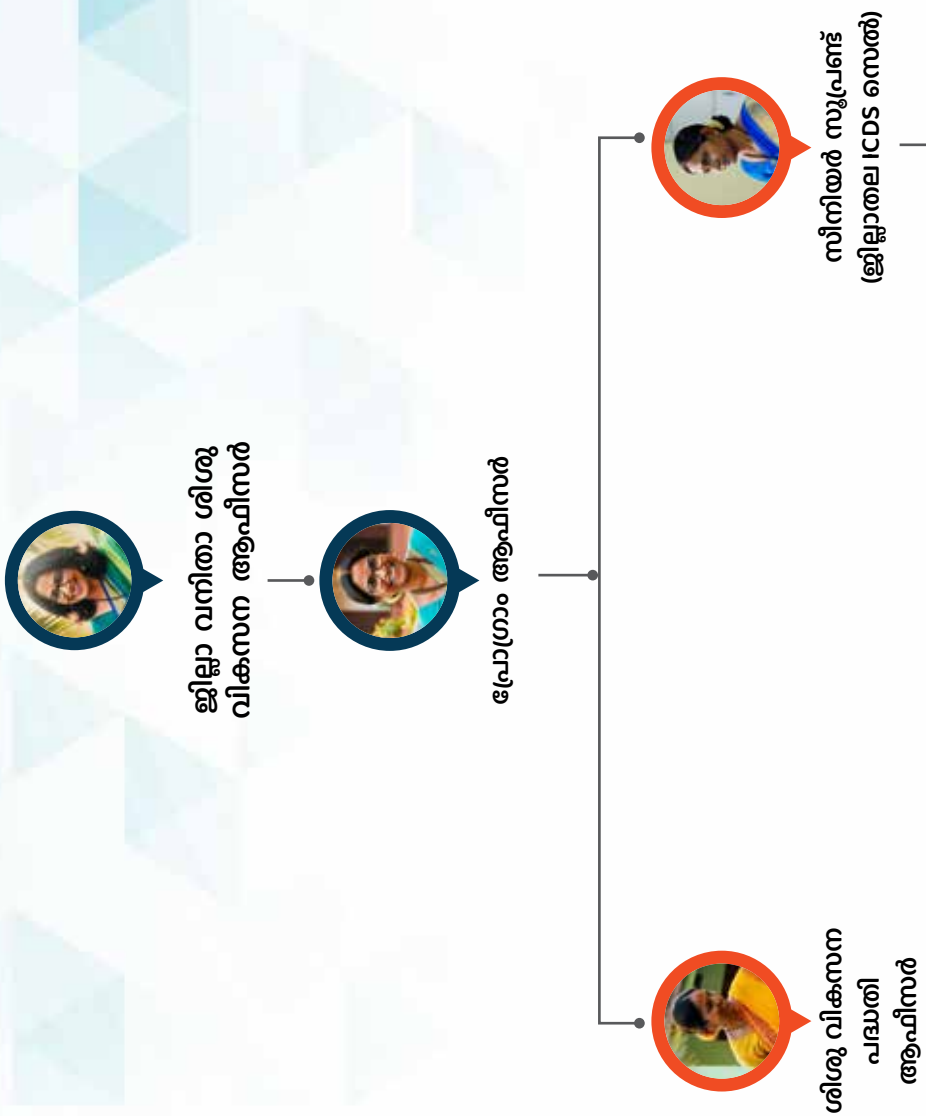 ജില്ലാ വനിതാ ശിശു
വികസന ആഫീസർ
പ്രോഗ്രാം ആഫീസർ
ശിശു വികസന
പദ്ധതി
ആഫീസർ
സീനിയർ സൂപ്രണ്ട്
(ജില്ലാതല ICDS സെൽ)